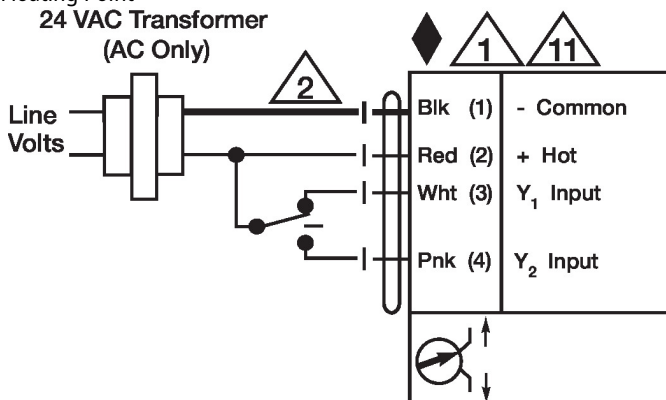 24 VAC Transformer
(AC Only)
1
11
2
Line
Volts
Blk (1) - Common
Red (2) + Hot
Wht (3) Y1 Input
Pnk (4) Y2 Input